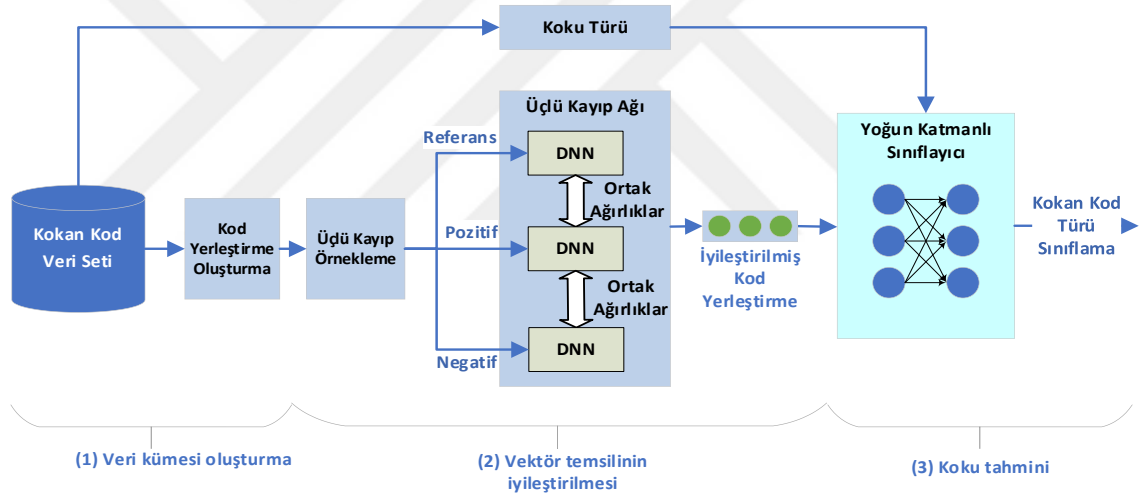 Koku Türü
Üçlü Kayıp Ağı
Referans
DNN
Ortak
Ağırlıklar
Yoğun Katmanlı
Sınıflayıcı
Kokan Kod
Veri Seti
Kod
Yerleştirme
Oluşturma
Üçlü Kayıp
Örnekleme
Pozitif
DNN
Ortak
Ağırlıklar
Negatif
DNN
İyileştirilmiş
Kod
Yerleştirme
Kokan Kod
Türü
Sınıflama
(1) Veri kümesi oluşturma
(2) Vektör temsilinin
iyileştirilmesi
(3) Koku tahmini